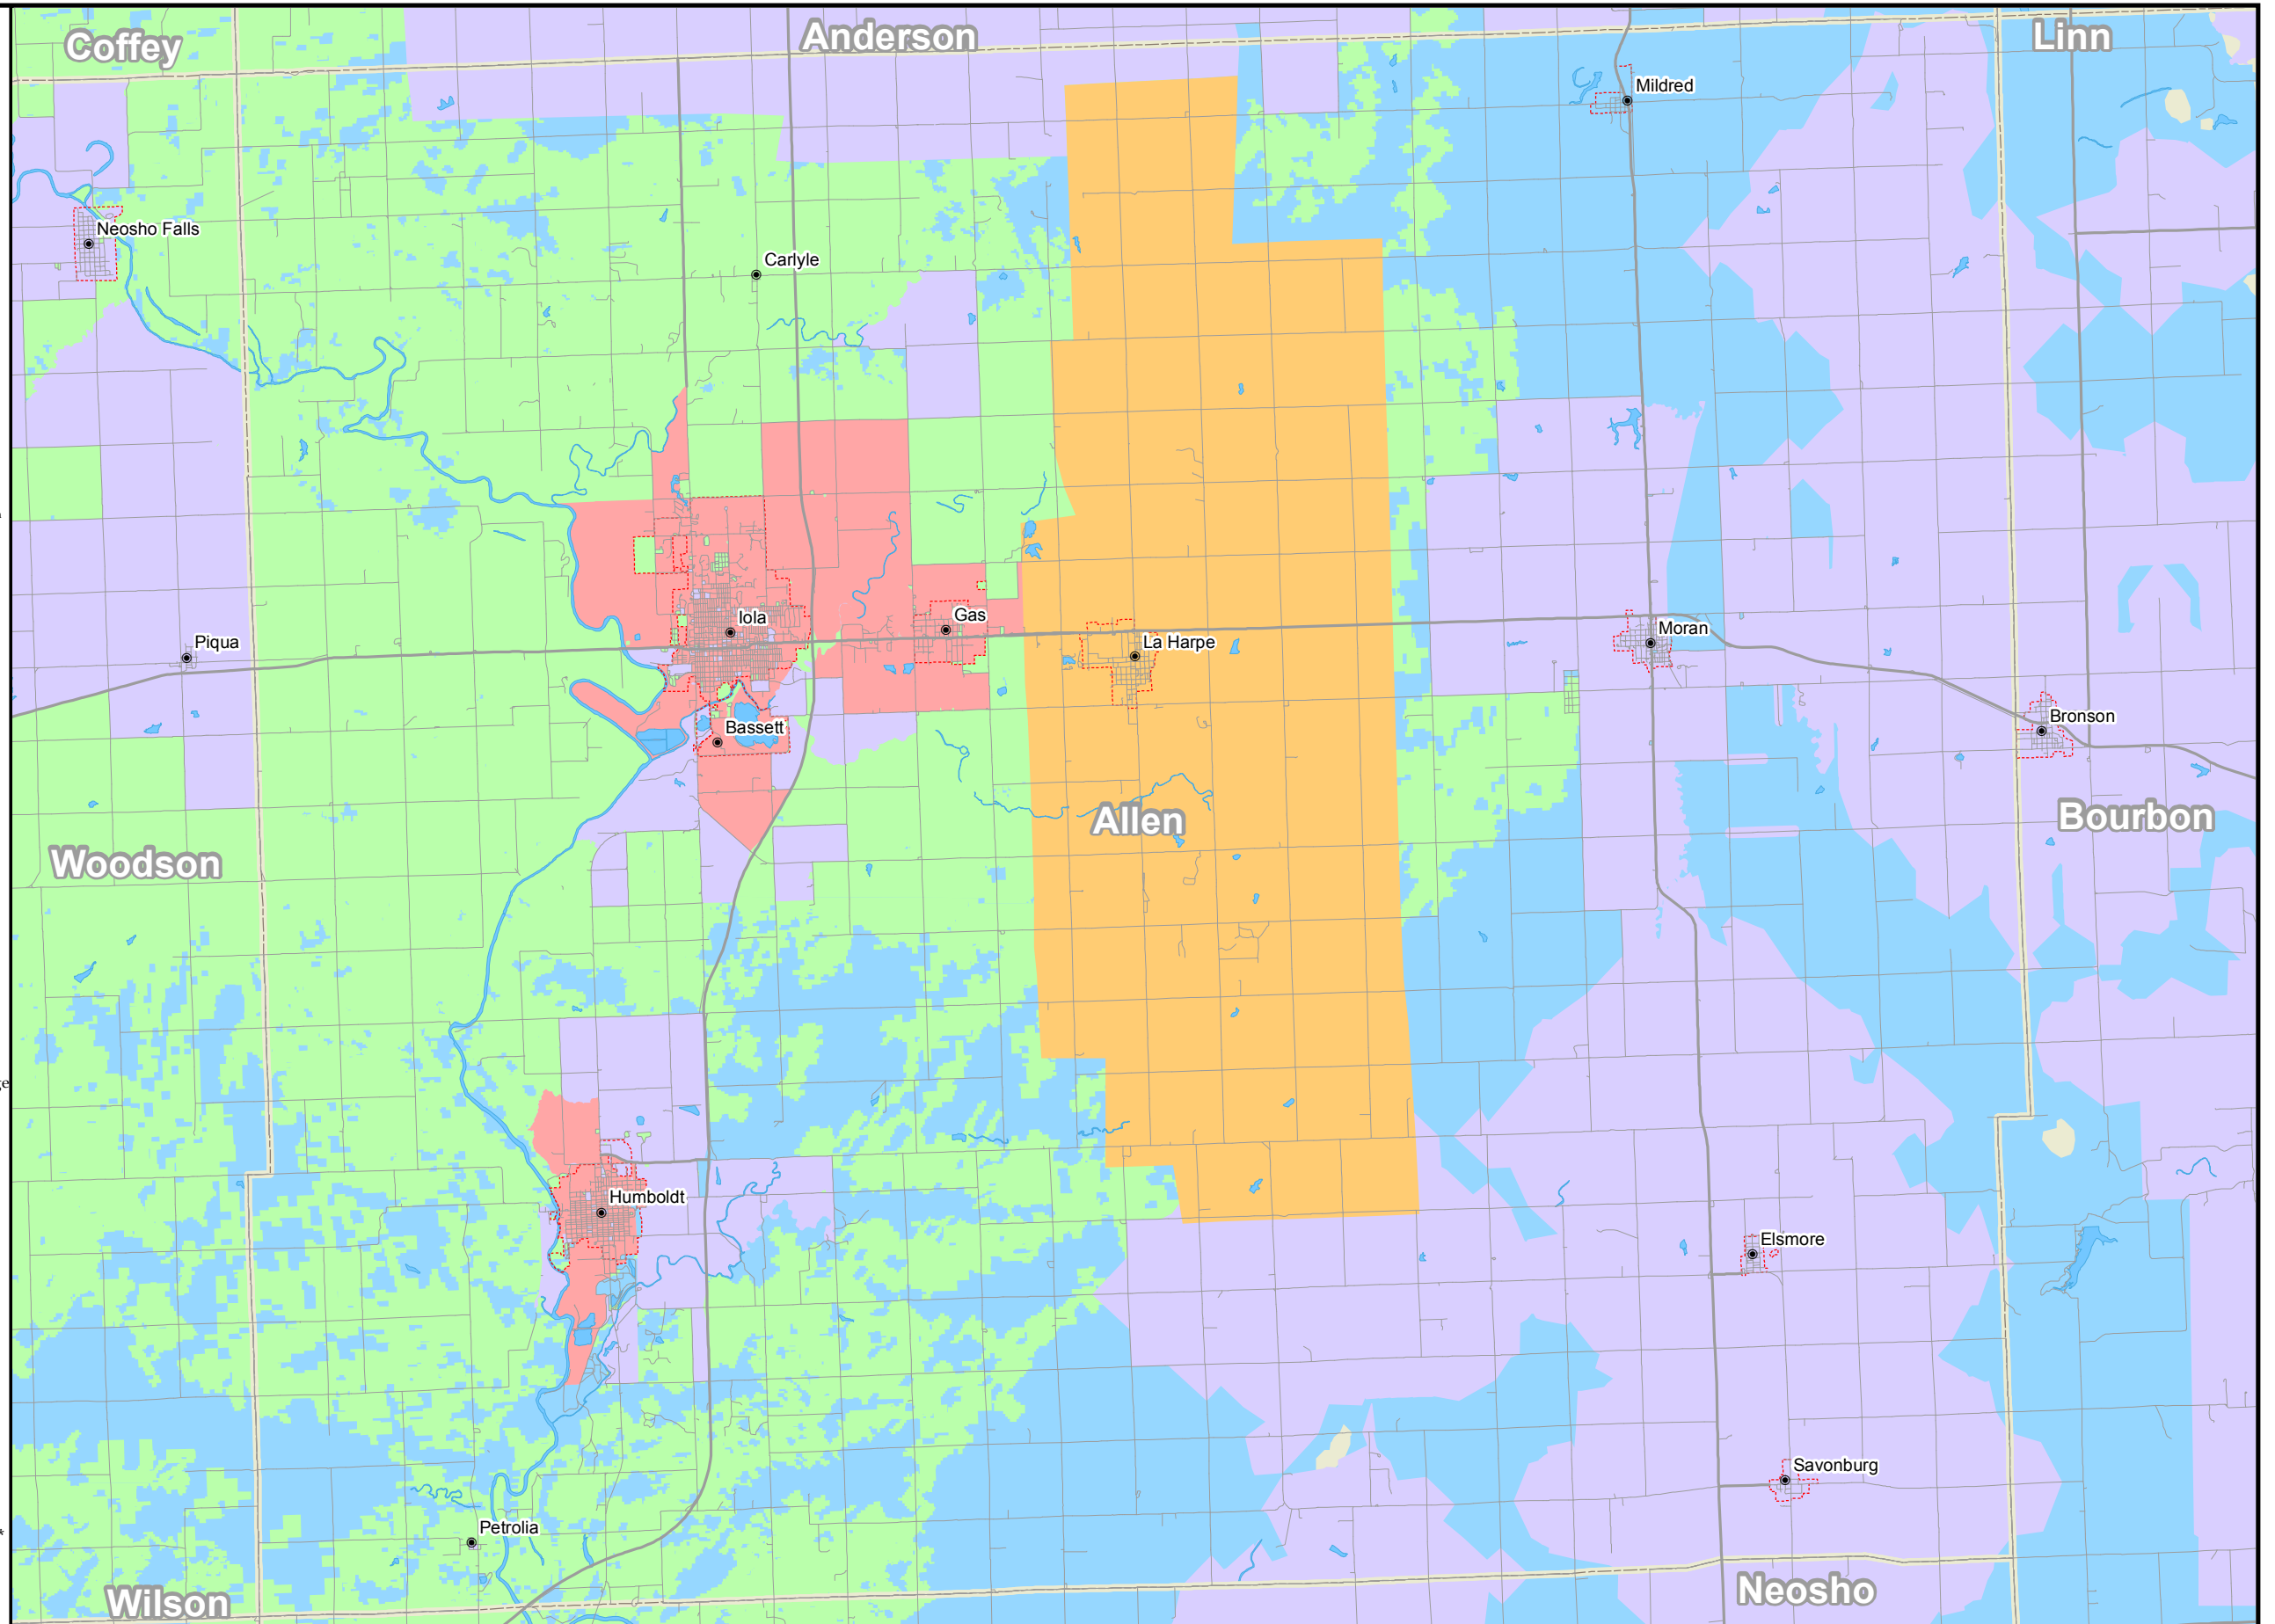 Coffey
Anderson
Linn
Mildred
Neosho Falls
Carlyle
Iola
Gas
La Harpe
Moran
Piqua
Bronson
Bassett
Allen
Bourbon
Woodson
Humboldt
Elsmore
Savonburg
Petrolia
*
Wilson
Neosho